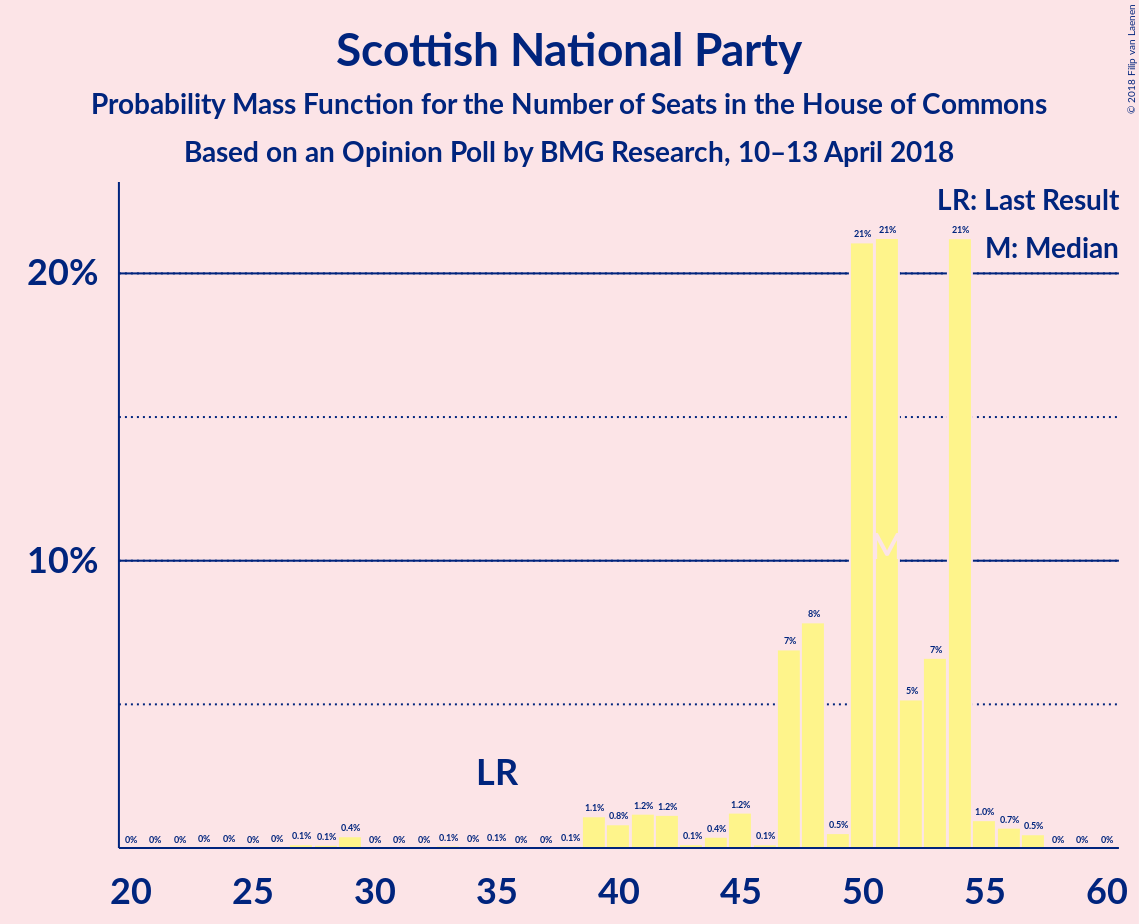 Scottish National Party
Probability Mass Function for the Number of Seats in the House of Commons
Based on an Opinion Poll by BMG Research, 10–13 April 2018
© 2018 Filip van Laenen
LR: Last Result
M: Median
20%
10%
21% 21% 21%
7% 8% 5% 7%
M
LR
0% 0% 0% 0% 0% 0% 0% 0.1% 0.1% 0.4% 0% 0% 0% 0.1% 0% 0.1% 0% 0% 0.1% 1.1% 0.8% 1.2% 1.2% 0.1% 0.4% 1.2% 0.1% 0.5% 1.0% 0.7% 0.5% 0% 0% 0%
20 25 30 35 40 45 50 55 60